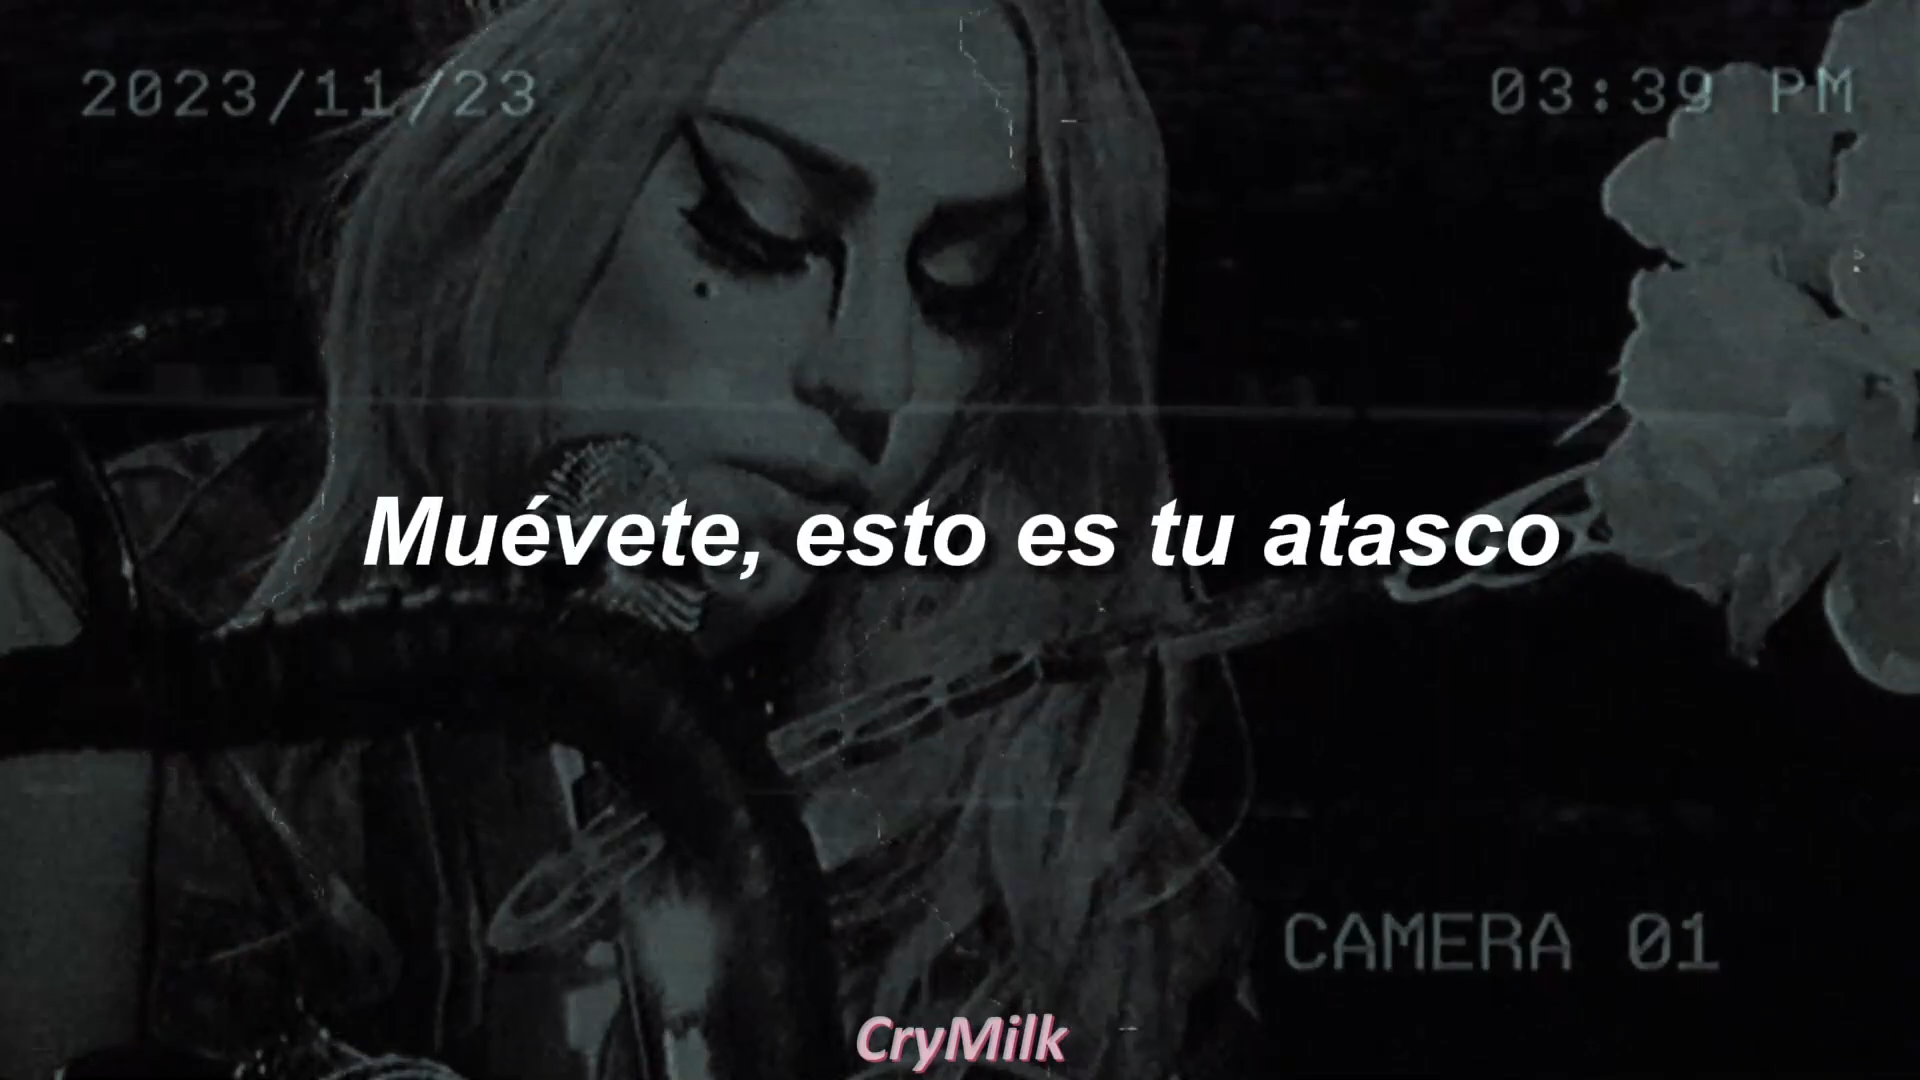 2023/11/23
03:39 PM
Muévete, esto es tu atasco
CAMERA 01
CryMilk